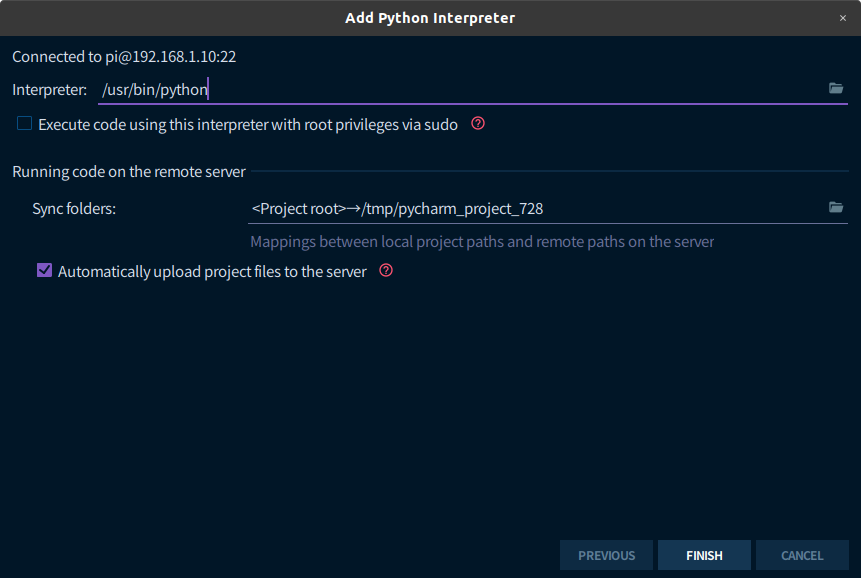 Add Python Interpreter
Connected to pi@192.168.1.10:22
Interpreter: /usr/bin/python
Execute code using this interpreter with root privileges via sudo ?
Running code on the remote server
Sync folders: <Project root>→/tmp/pycharm_project_728
Mappings between local project paths and remote paths on the server
Automatically upload project files to the server ?
PREVIOUS FINISH CANCEL